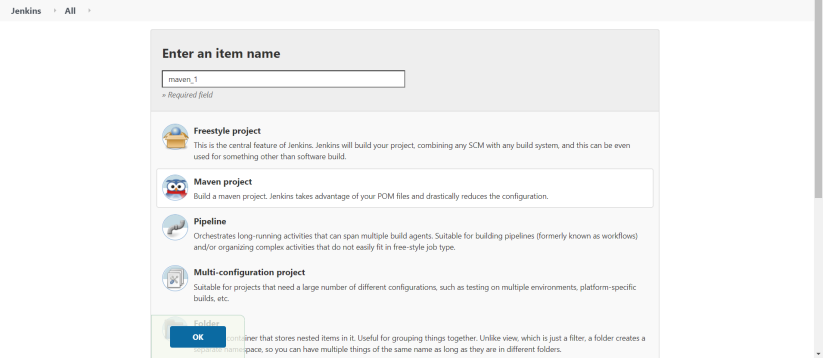 Jenkins › All ›
Enter an item name
maven_1
» Required field
Freestyle project
This is the central feature of Jenkins. Jenkins will build your project, combining any SCM with any build system, and this can be even
used for something other than software build.
Maven project
Build a maven project. Jenkins takes advantage of your POM files and drastically reduces the configuration.
Pipeline
Orchestrates long-running activities that can span multiple build agents. Suitable for building pipelines (formerly known as workflows)
and/or organizing complex activities that do not easily fit in free-style job type.
Multi-configuration project
Suitable for projects that need a large number of different configurations, such as testing on multiple environments, platform-specific
builds, etc.
Folder
container that stores nested items in it. Useful for grouping things together. Unlike view, which is just a filter, a folder creates a
separate namespace, so you can have multiple things of the same name as long as they are in different folders.
OK